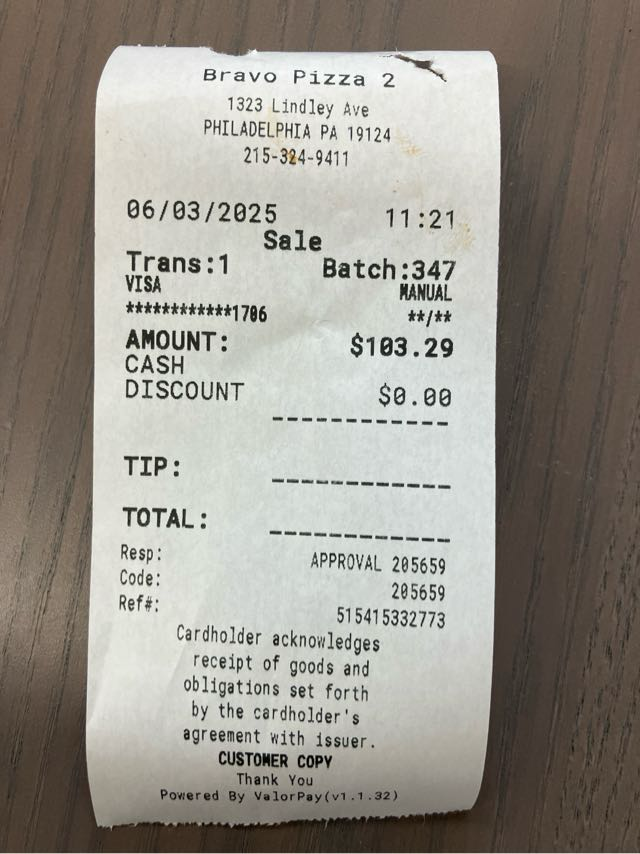 Bravo Pizza 2
1323 Lindley Ave
PHILADELPHIA PA 19124
215-324-9411
06/03/2025 11:21
Sale
Trans:1 Batch:347
VISA MANUAL
************1706 **/**
AMOUNT: $103.29
CASH
DISCOUNT $0.00
------------
TIP: ------------
TOTAL: ------------
Resp: APPROVAL 205659
Code: 205659
Ref#: 515415332773
Cardholder acknowledges
receipt of goods and
obligations set forth
by the cardholder's
agreement with issuer.
CUSTOMER COPY
Thank You
Powered By ValorPay(v1.1.32)